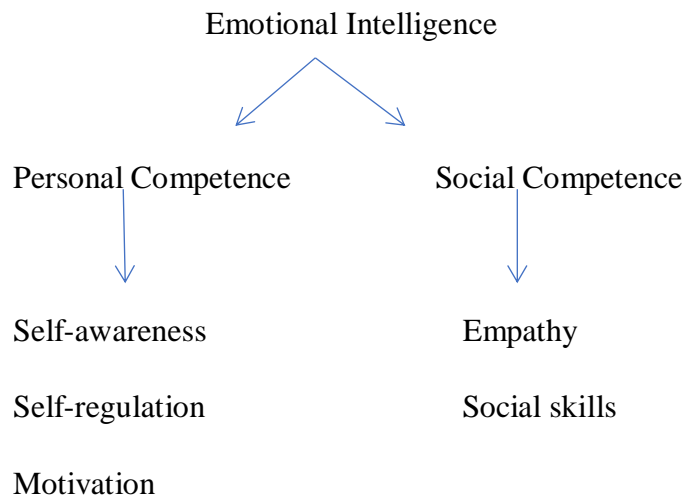 Emotional Intelligence
Personal Competence
Social Competence
Self-awareness
Empathy
Self-regulation
Social skills
Motivation